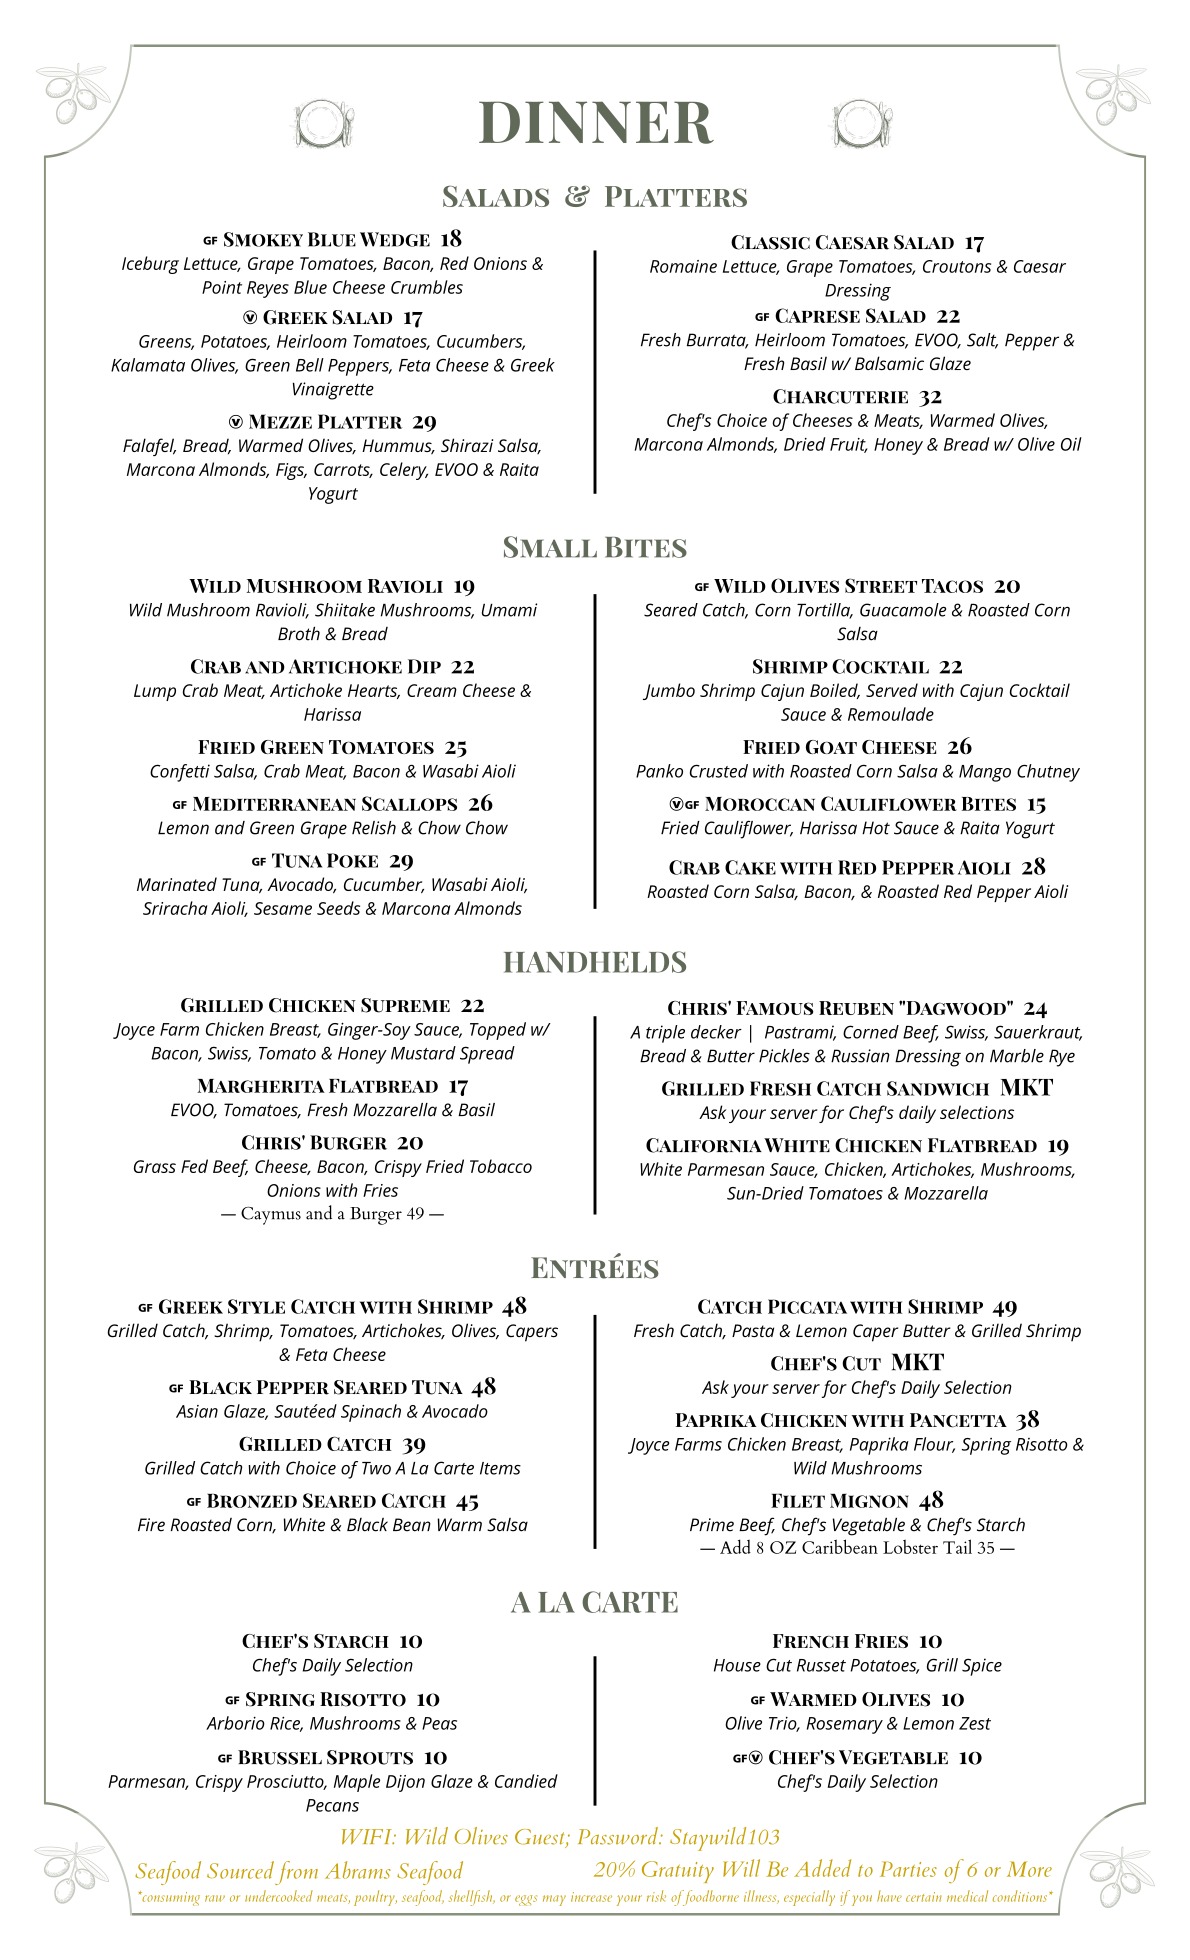 DINNER
Salads & Platters
GF Smokey Blue Wedge 18
Iceburg Lettuce, Grape Tomatoes, Bacon, Red Onions &
Point Reyes Blue Cheese Crumbles
Ⓥ Greek Salad 17
Greens, Potatoes, Heirloom Tomatoes, Cucumbers,
Kalamata Olives, Green Bell Peppers, Feta Cheese & Greek
Vinaigrette
Ⓥ Mezze Platter 29
Falafel, Bread, Warmed Olives, Hummus, Shirazi Salsa,
Marcona Almonds, Figs, Carrots, Celery, EVOO & Raita
Yogurt
Classic Caesar Salad 17
Romaine Lettuce, Grape Tomatoes, Croutons & Caesar
Dressing
GF Caprese Salad 22
Fresh Burrata, Heirloom Tomatoes, EVOO, Salt, Pepper &
Fresh Basil w/ Balsamic Glaze
Charcuterie 32
Chef's Choice of Cheeses & Meats, Warmed Olives,
Marcona Almonds, Dried Fruit, Honey & Bread w/ Olive Oil
Small Bites
Wild Mushroom Ravioli 19
Wild Mushroom Ravioli, Shiitake Mushrooms, Umami
Broth & Bread
Crab and Artichoke Dip 22
Lump Crab Meat, Artichoke Hearts, Cream Cheese &
Harissa
Fried Green Tomatoes 25
Confetti Salsa, Crab Meat, Bacon & Wasabi Aioli
GF Mediterranean Scallops 26
Lemon and Green Grape Relish & Chow Chow
GF Tuna Poke 29
Marinated Tuna, Avocado, Cucumber, Wasabi Aioli,
Sriracha Aioli, Sesame Seeds & Marcona Almonds
GF Wild Olives Street Tacos 20
Seared Catch, Corn Tortilla, Guacamole & Roasted Corn
Salsa
Shrimp Cocktail 22
Jumbo Shrimp Cajun Boiled, Served with Cajun Cocktail
Sauce & Remoulade
Fried Goat Cheese 26
Panko Crusted with Roasted Corn Salsa & Mango Chutney
ⓋGF Moroccan Cauliflower Bites 15
Fried Cauliflower, Harissa Hot Sauce & Raita Yogurt
Crab Cake with Red Pepper Aioli 28
Roasted Corn Salsa, Bacon, & Roasted Red Pepper Aioli
HANDHELDS
Grilled Chicken Supreme 22
Joyce Farm Chicken Breast, Ginger-Soy Sauce, Topped w/
Bacon, Swiss, Tomato & Honey Mustard Spread
Margherita Flatbread 17
EVOO, Tomatoes, Fresh Mozzarella & Basil
Chris' Burger 20
Grass Fed Beef, Cheese, Bacon, Crispy Fried Tobacco
Onions with Fries
— Caymus and a Burger 49 —
Chris' Famous Reuben "Dagwood" 24
A triple decker | Pastrami, Corned Beef, Swiss, Sauerkraut,
Bread & Butter Pickles & Russian Dressing on Marble Rye
Grilled Fresh Catch Sandwich MKT
Ask your server for Chef's daily selections
California White Chicken Flatbread 19
White Parmesan Sauce, Chicken, Artichokes, Mushrooms,
Sun-Dried Tomatoes & Mozzarella
Entrées
GF Greek Style Catch with Shrimp 48
Grilled Catch, Shrimp, Tomatoes, Artichokes, Olives, Capers
& Feta Cheese
GF Black Pepper Seared Tuna 48
Asian Glaze, Sautéed Spinach & Avocado
Grilled Catch 39
Grilled Catch with Choice of Two A La Carte Items
GF Bronzed Seared Catch 45
Fire Roasted Corn, White & Black Bean Warm Salsa
Catch Piccata with Shrimp 49
Fresh Catch, Pasta & Lemon Caper Butter & Grilled Shrimp
Chef's Cut MKT
Ask your server for Chef's Daily Selection
Paprika Chicken with Pancetta 38
Joyce Farms Chicken Breast, Paprika Flour, Spring Risotto &
Wild Mushrooms
Filet Mignon 48
Prime Beef, Chef's Vegetable & Chef's Starch
— Add 8 OZ Caribbean Lobster Tail 35 —
A LA CARTE
Chef's Starch 10
Chef's Daily Selection
GF Spring Risotto 10
Arborio Rice, Mushrooms & Peas
GF Brussel Sprouts 10
Parmesan, Crispy Prosciutto, Maple Dijon Glaze & Candied
Pecans
French Fries 10
House Cut Russet Potatoes, Grill Spice
GF Warmed Olives 10
Olive Trio, Rosemary & Lemon Zest
GFⓋ Chef's Vegetable 10
Chef's Daily Selection
WIFI: Wild Olives Guest; Password: Staywild103
Seafood Sourced from Abrams Seafood
20% Gratuity Will Be Added to Parties of 6 or More
*consuming raw or undercooked meats, poultry, seafood, shellfish, or eggs may increase your risk of foodborne illness, especially if you have certain medical conditions*